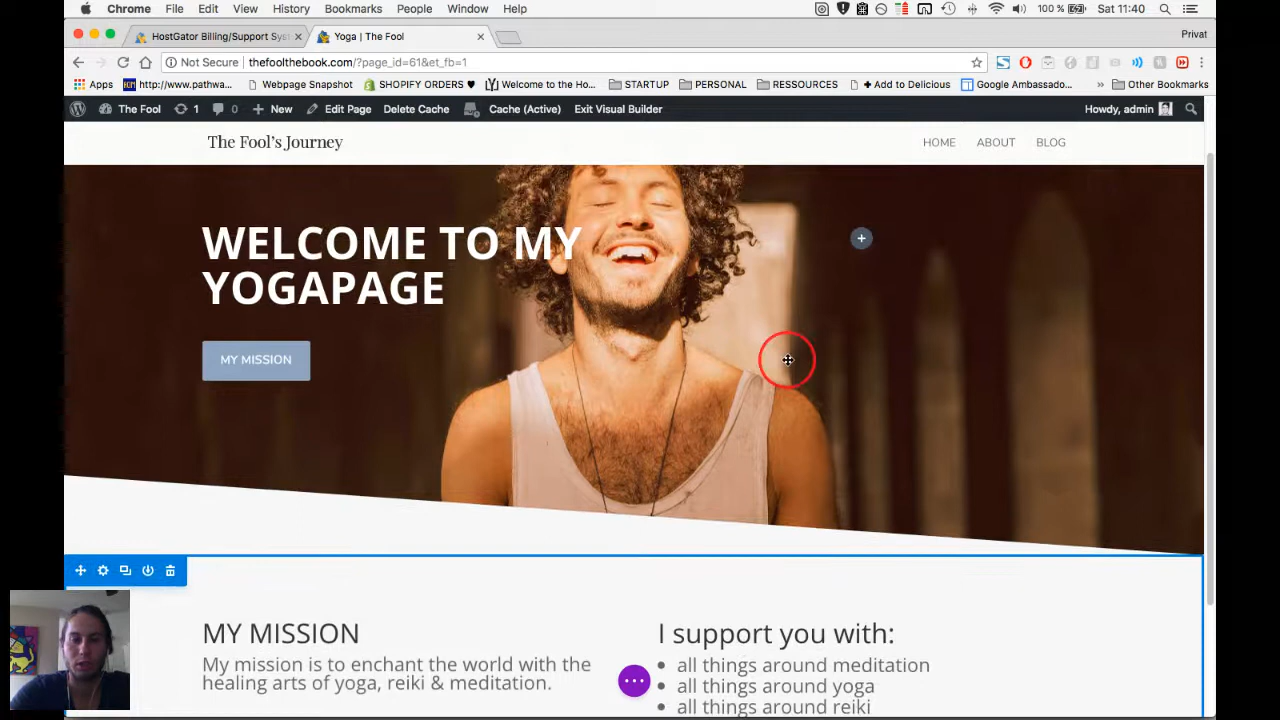 Chrome File Edit View History Bookmarks People Window Help 100 % Sat 11:40
HostGator Billing/Support Sys Yoga | The Fool Privat
Not Secure thefoolthebook.com/?page_id=61&et_fb=1
Apps http://www.pathwa... Webpage Snapshot SHOPIFY ORDERS :) Welcome to the Ho... STARTUP PERSONAL RESSOURCES + Add to Delicious Google Ambassado... » Other Bookmarks
The Fool 1 0 + New Edit Page Delete Cache Cache (Active) Exit Visual Builder Howdy, admin
The Fool's Journey HOME ABOUT BLOG
WELCOME TO MY
YOGAPAGE
MY MISSION
MY MISSION
My mission is to enchant the world with the
healing arts of yoga, reiki & meditation.
I support you with:
all things around meditation
all things around yoga
all things around reiki